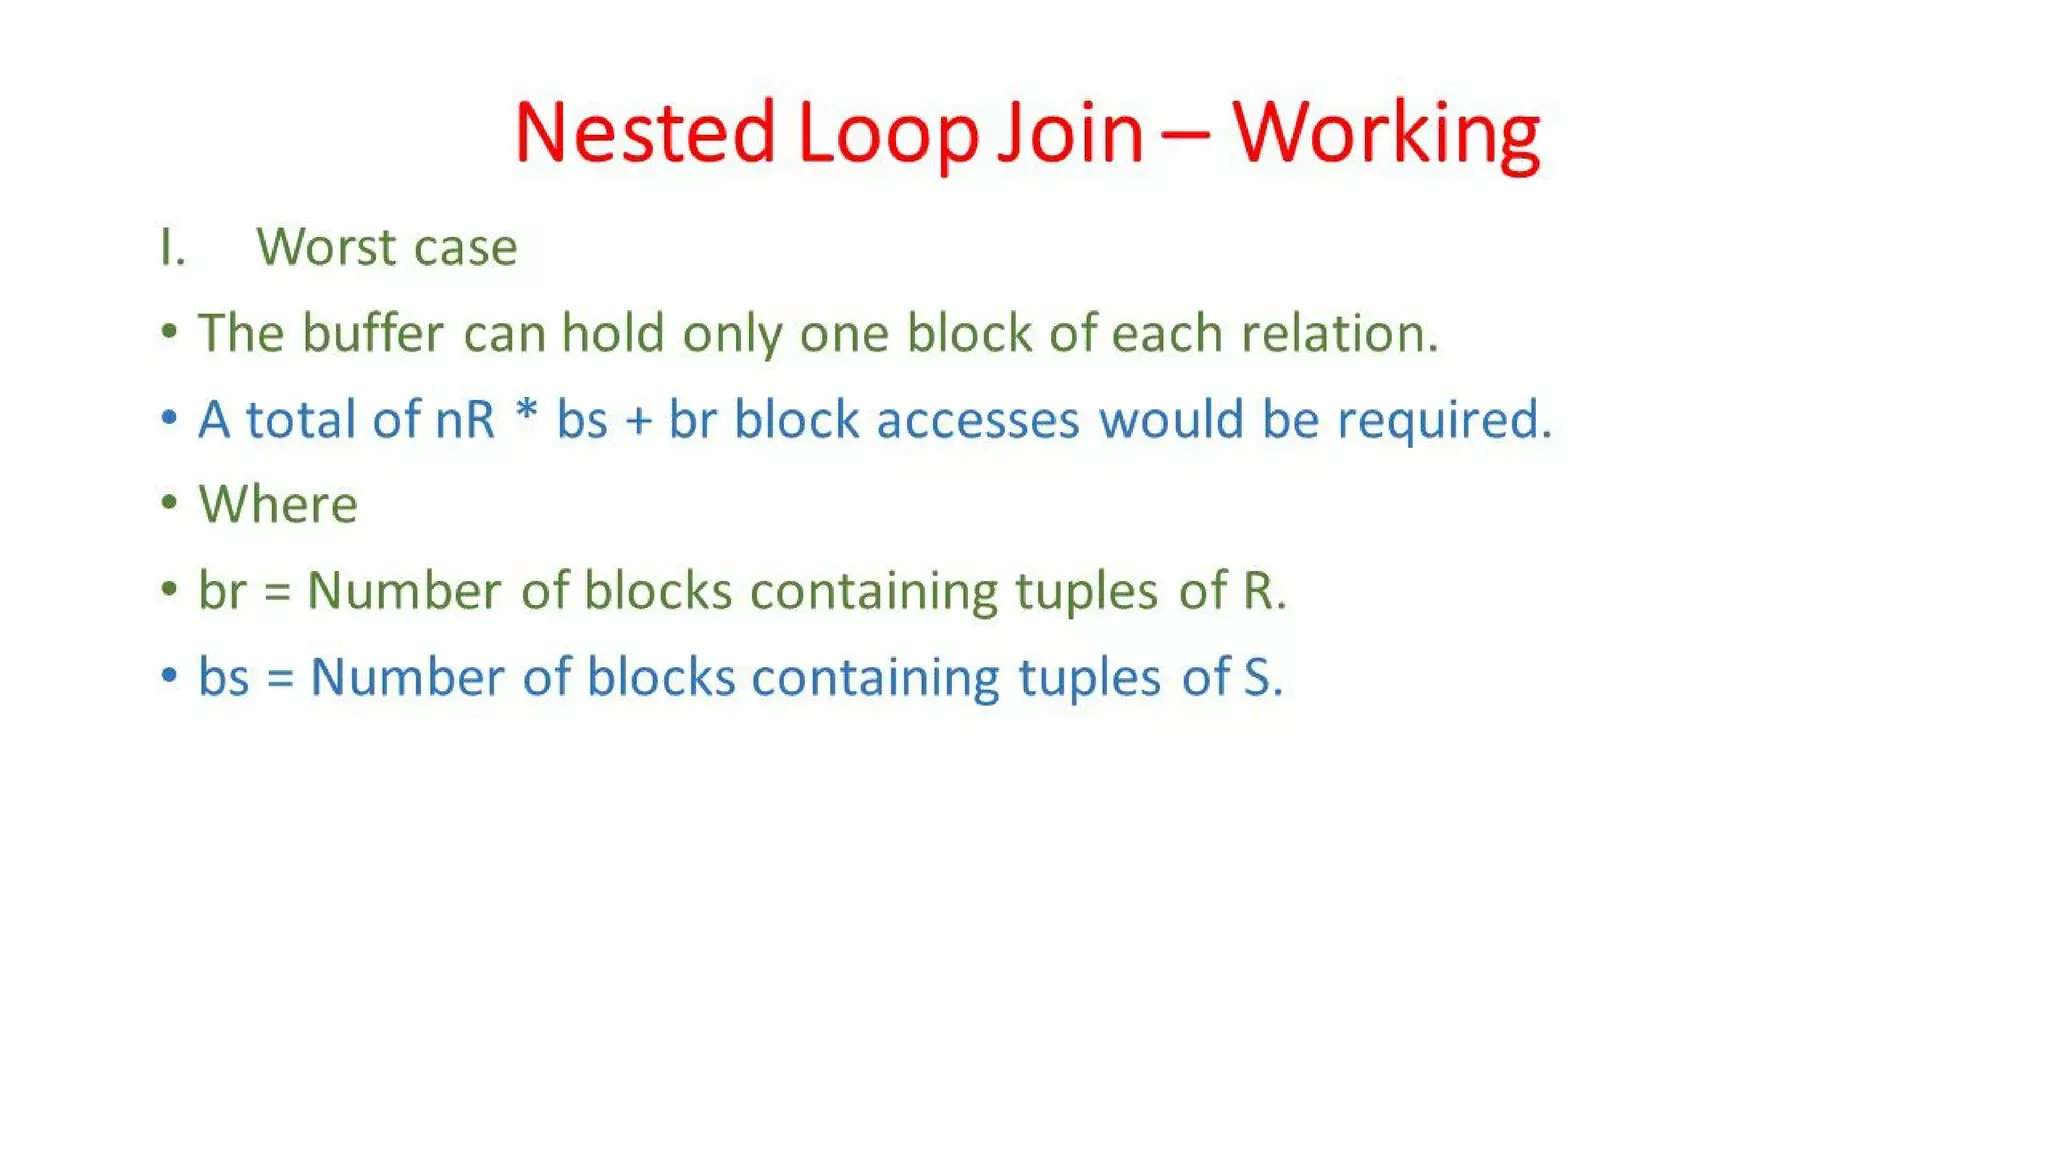 Nested Loop Join – Working
I. Worst case
• The buffer can hold only one block of each relation.
• A total of nR * bs + br block accesses would be required.
• Where
• br = Number of blocks containing tuples of R.
• bs = Number of blocks containing tuples of S.